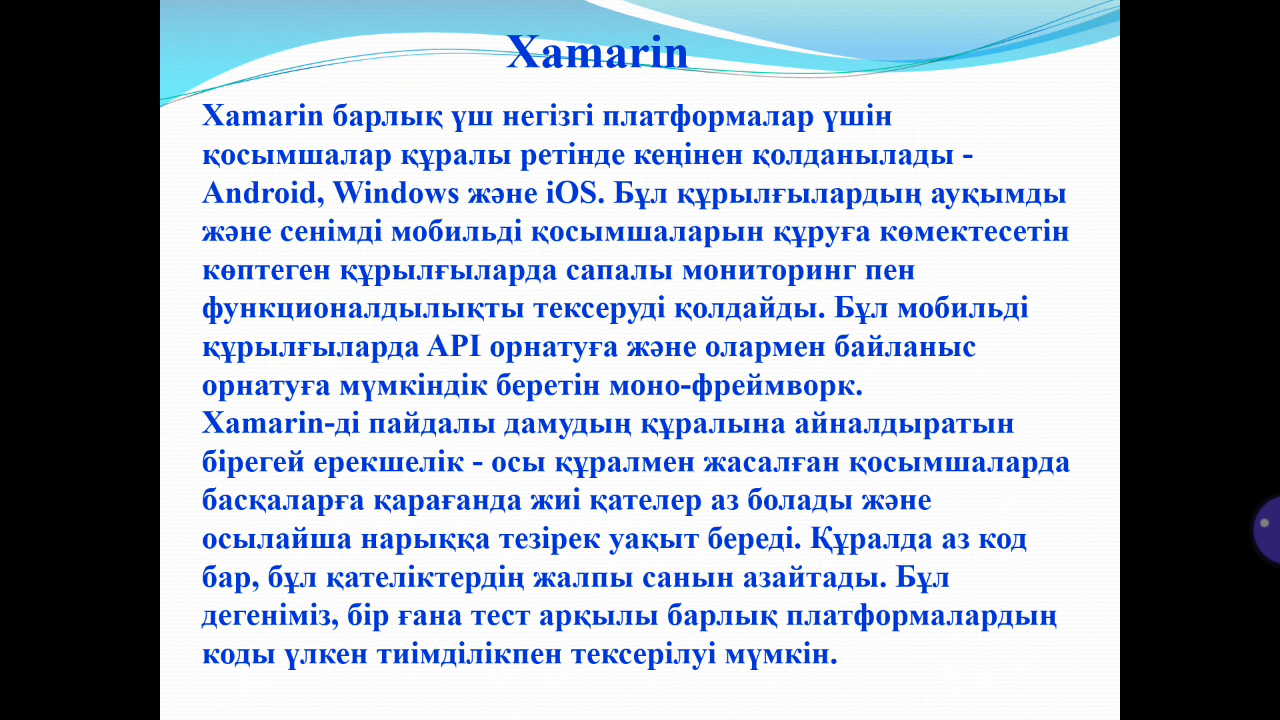 Xamarin
Xamarin барлық үш негізгі платформалар үшін
қосымшалар құралы ретінде кеңінен қолданылады -
Android, Windows және iOS. Бұл құрылғылардың ауқымды
және сенімді мобильді қосымшаларын құруға көмектесетін
көптеген құрылғыларда сапалы мониторинг пен
функционалдылықты тексеруді қолдайды. Бұл мобильді
құрылғыларда API орнатуға және олармен байланыс
орнатуға мүмкіндік беретін моно-фреймворк.
Xamarin-ді пайдалы дамудың құралына айналдыратын
бірегей ерекшелік - осы құралмен жасалған қосымшаларда
басқаларға қарағанда жиі қателер аз болады және
осылайша нарыққа тезірек уақыт береді. Құралда аз код
бар, бұл қателіктердің жалпы санын азайтады. Бұл
дегеніміз, бір ғана тест арқылы барлық платформалардың
коды үлкен тиімділікпен тексерілуі мүмкін.